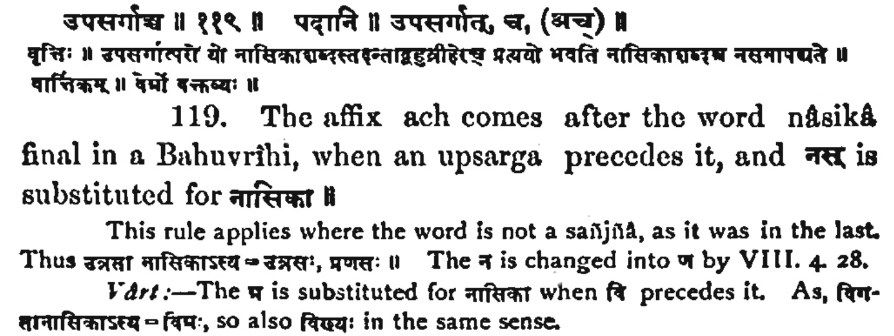 उपसर्गाच्च ॥ ११९ ॥ पदानि ॥ उपसर्गात्, च, (अच्) ॥
वृत्तिः ॥ उपसर्गात्परो यो नासिकाशब्दस्तदन्ताद्बहुव्रीहेरच् प्रत्ययो भवति नासिकाशब्दश्च नसमापद्यते ॥
वार्त्तिकम् ॥ वेर्ग्रो वक्तव्यः ॥
119. The affix ach comes after the word nâsikâ
final in a Bahuvrîhi, when an upsarga precedes it, and नस् is
substituted for नासिका ॥
This rule applies where the word is not a sañjñâ, as it was in the last.
Thus उन्नता नासिकाऽस्य = उन्नसः, प्रणसः ॥ The न is changed into ण by VIII. 4. 28.
Vârt:—The ग्र is substituted for नासिका when वि precedes it. As, विग-
तानासिकाऽस्य = विग्रः, so also विख्यः in the same sense.